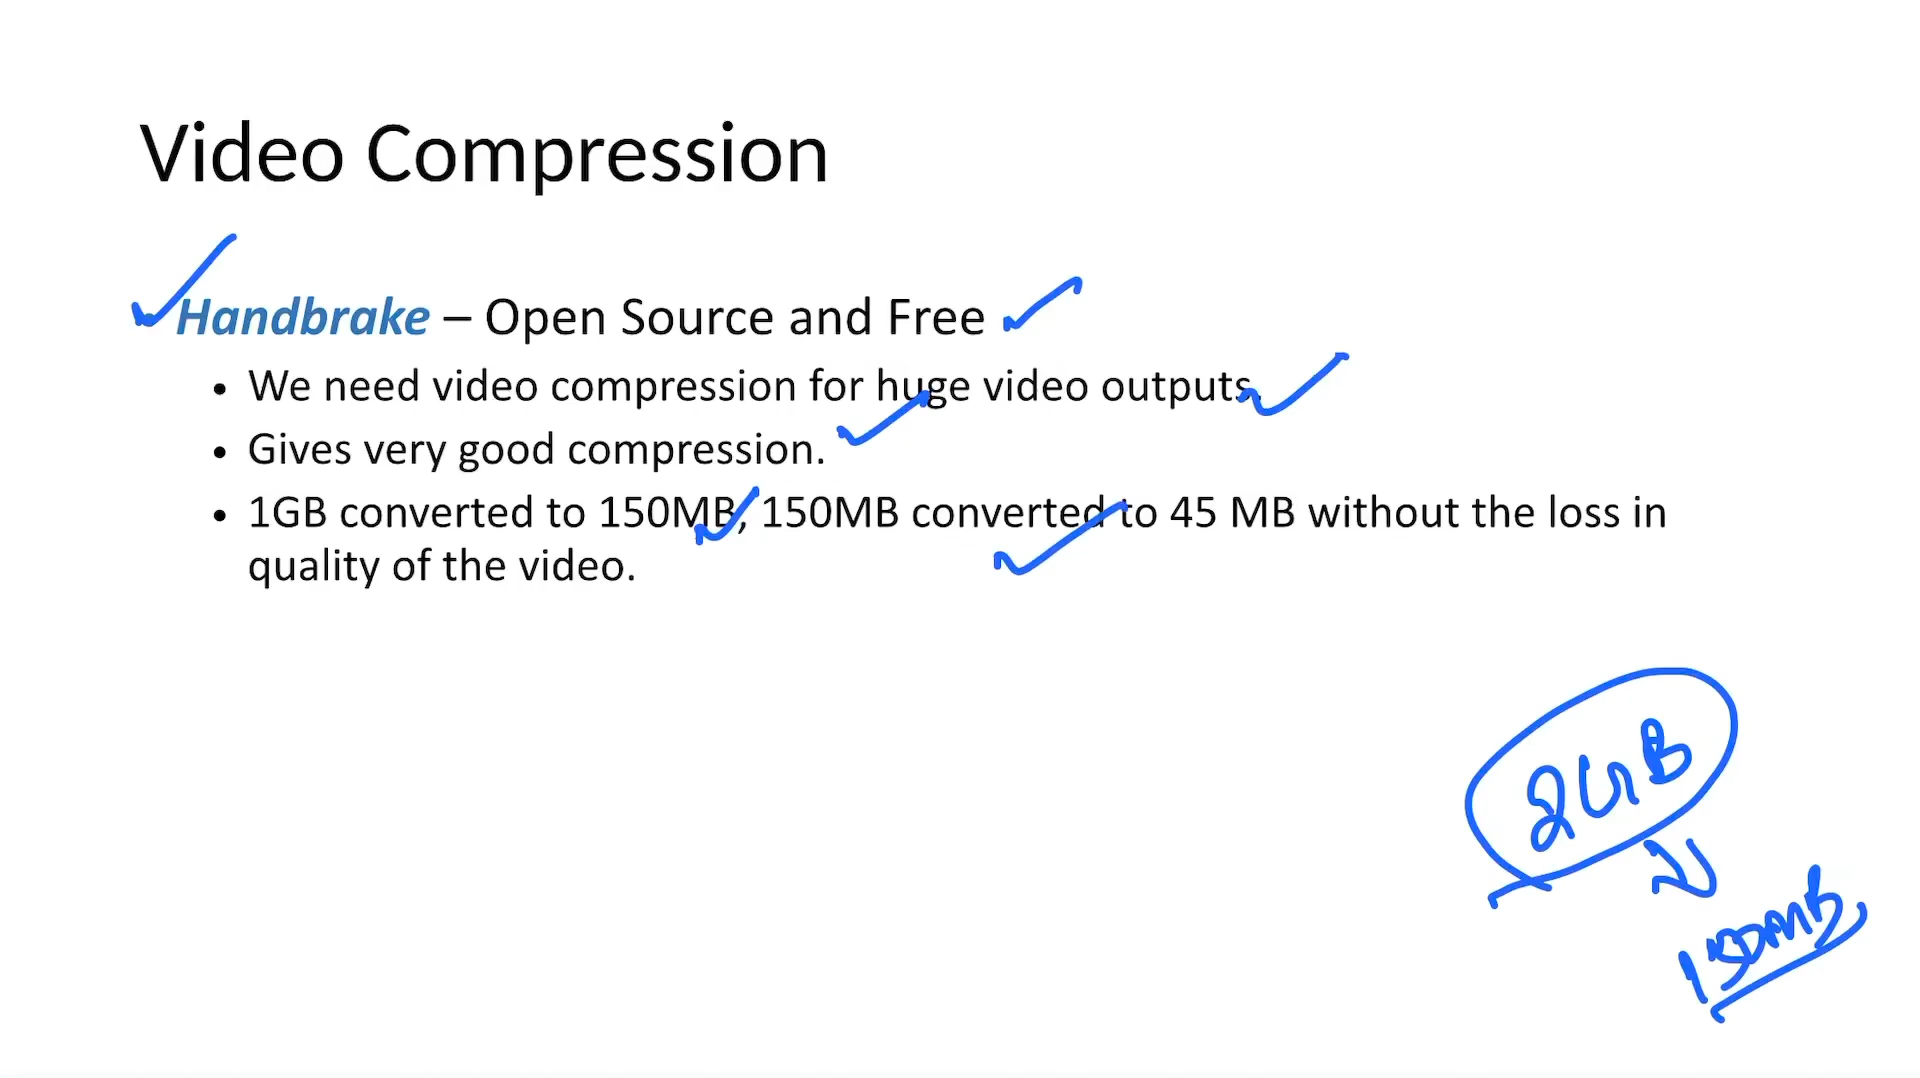 Video Compression
Handbrake – Open Source and Free
• We need video compression for huge video outputs.
• Gives very good compression.
• 1GB converted to 150MB, 150MB converted to 45 MB without the loss in
quality of the video.
2GB
150MB